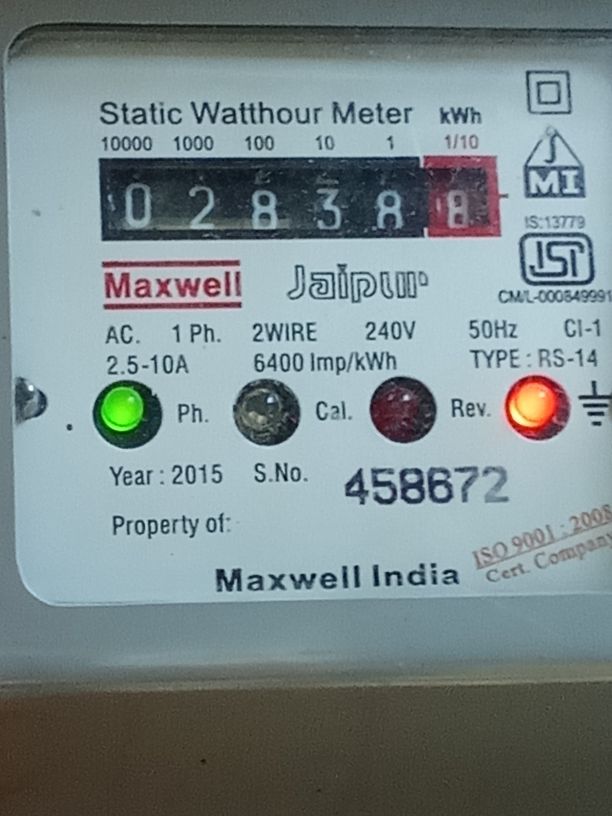 Static Watthour Meter kWh
10000 1000 100 10 1 1/10
0 2 8 3 8 8
MI
IS:13779
ISI
CM/L-000849991
Maxwell Jaipur
AC. 1 Ph. 2WIRE 240V 50Hz Cl-1
2.5-10A 6400 Imp/kWh TYPE : RS-14
Ph. Cal. Rev.
Year : 2015 S.No. 458672
Property of:
Maxwell India
ISO 9001 : 2008
Cert. Company